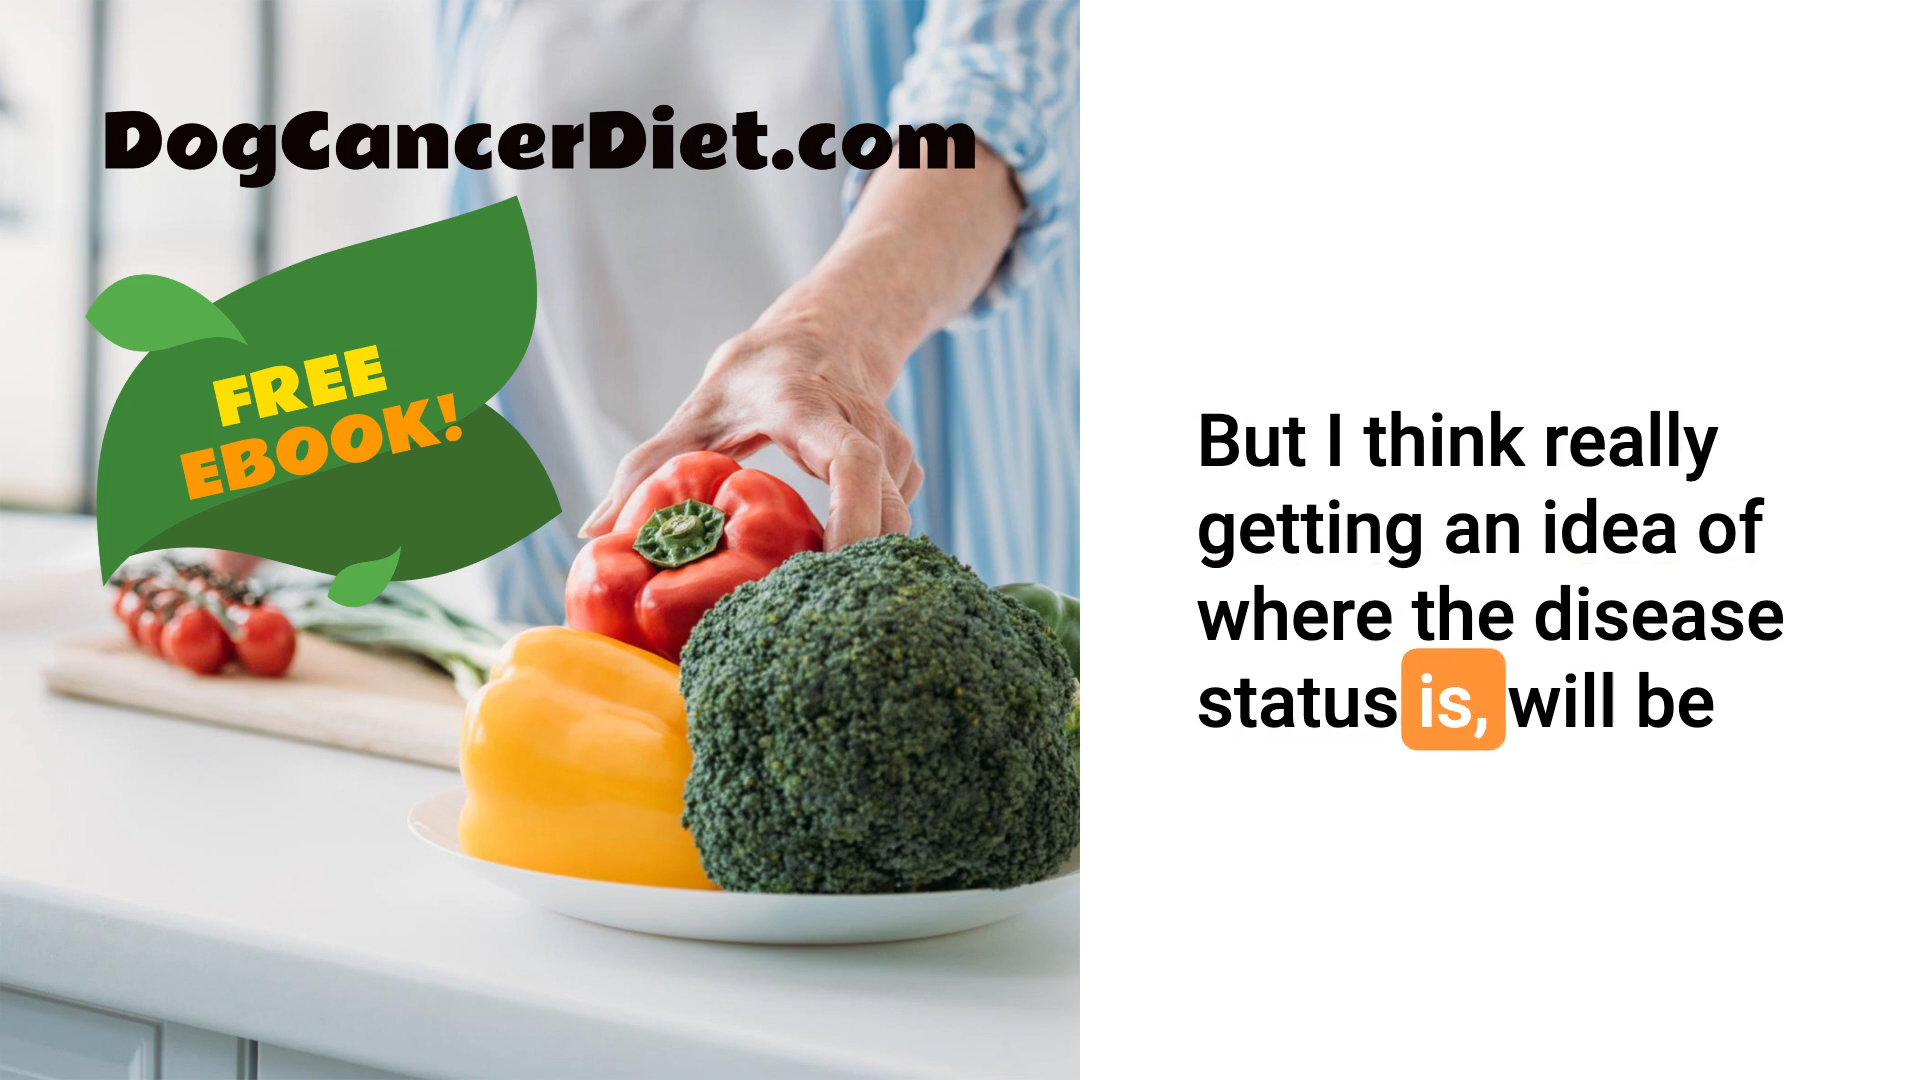 DogCancerDiet.com
FREE
EBOOK!
But I think really
getting an idea of
where the disease
status is, will be